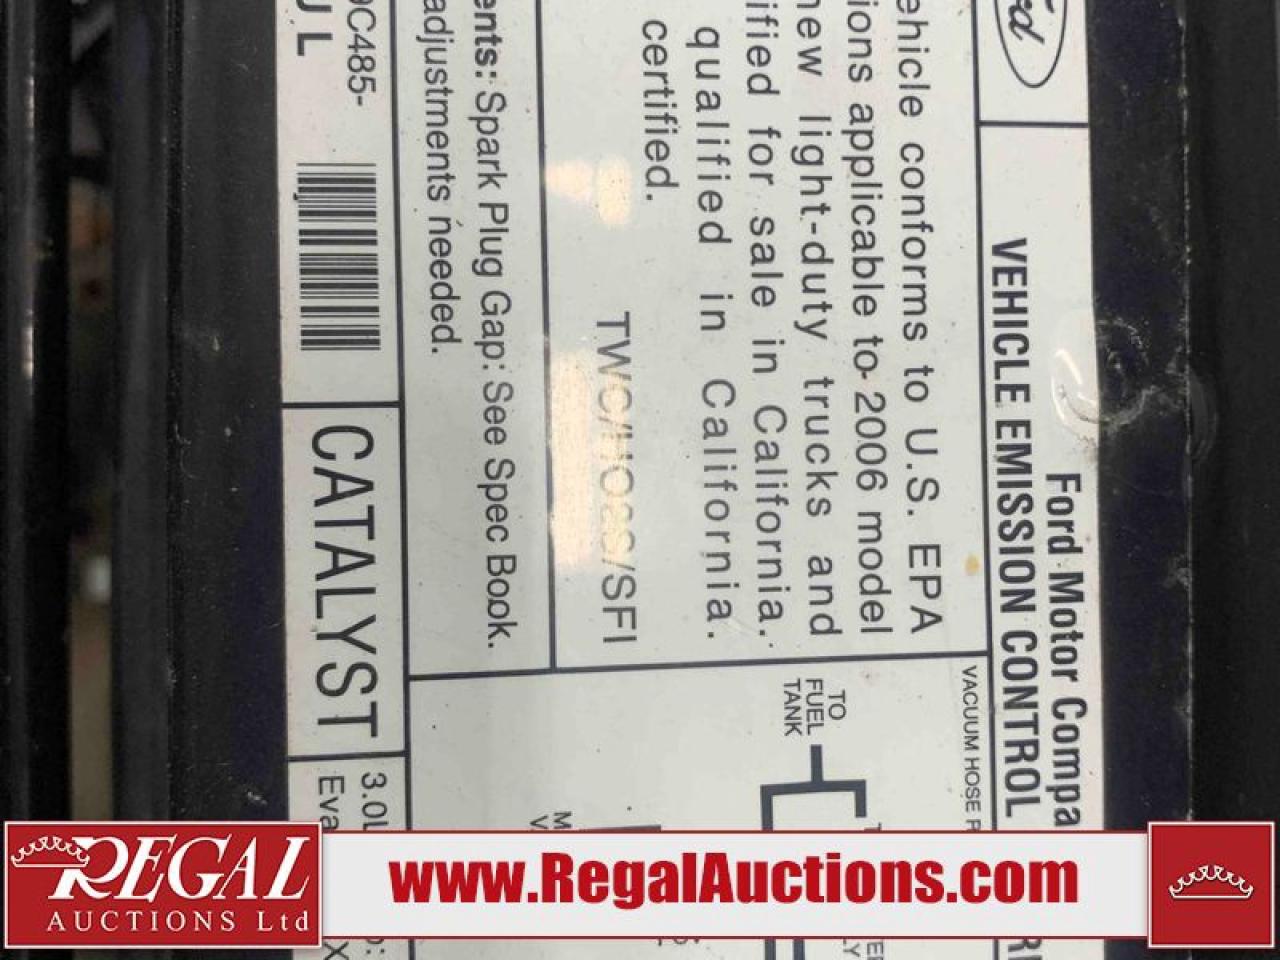 Ford Motor Compa
VEHICLE EMISSION CONTROL
ehicle conforms to U.S. EPA
ions applicable to 2006 model
new light-duty trucks and
ified for sale in California.
qualified in California.
certified.
TWC/HO2S/SFI
ents: Spark Plug Gap: See Spec Book.
adjustments needed.
9C485-
CATALYST
3.0L
Eva
VACUUM HOSE
TO
FUEL
TANK
REGAL
AUCTIONS Ltd
www.RegalAuctions.com